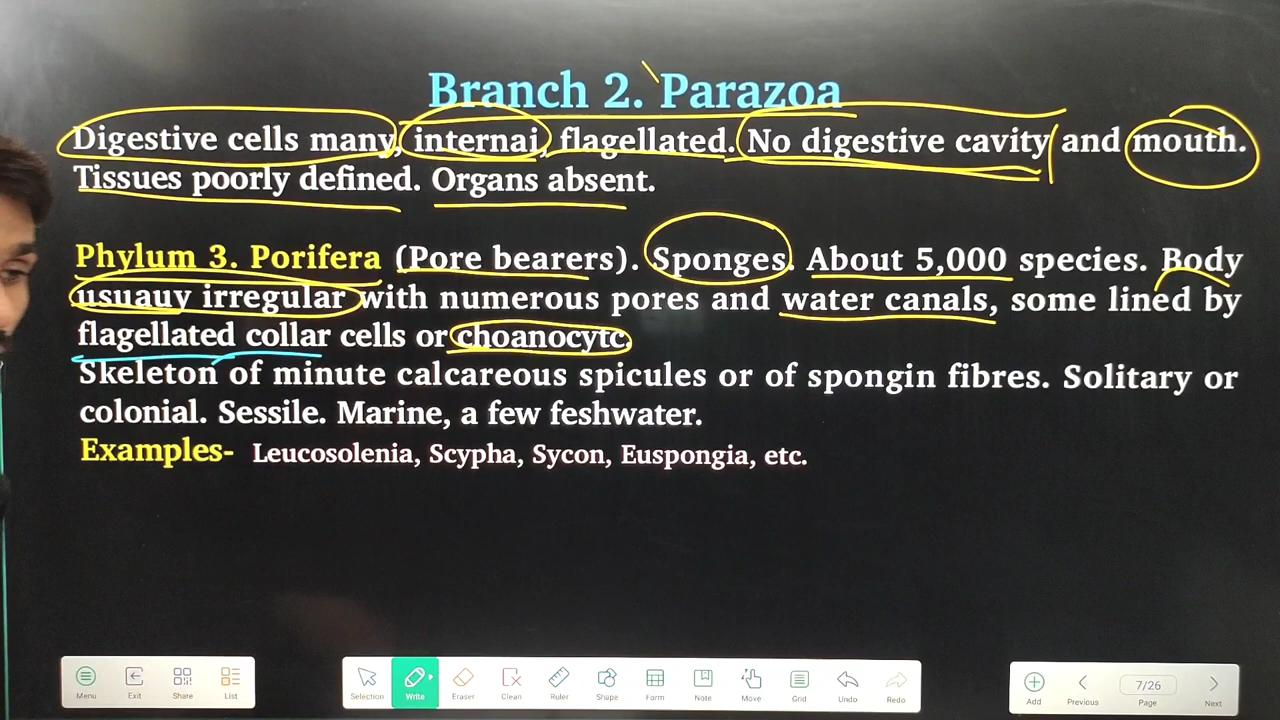 Branch 2. Parazoa
Digestive cells many, internai, flagellated. No digestive cavity and mouth.
Tissues poorly defined. Organs absent.
Phylum 3. Porifera (Pore bearers). Sponges. About 5,000 species. Body
usuauy irregular with numerous pores and water canals, some lined by
flagellated collar cells or choanocytc.
Skeleton of minute calcareous spicules or of spongin fibres. Solitary or
colonial. Sessile. Marine, a few feshwater.
Examples- Leucosolenia, Scypha, Sycon, Euspongia, etc.
Menu Exit Share List Selection Write Eraser Clean Ruler Shape Form Note Move Grid Undo Redo Add Previous 7/26 Page Next